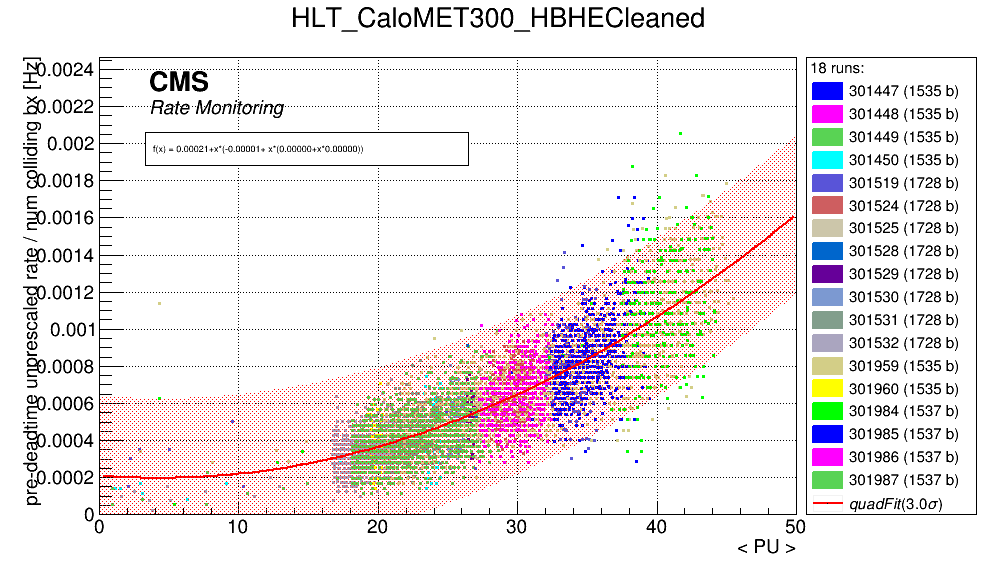 HLT_CaloMET300_HBHECleaned
pre-deadtime unprescaled rate / num colliding bx [Hz]
CMS
Rate Monitoring
f(x) = 0.00021+x*(-0.00001+ x*(0.00000+x*0.00000))
0.0024
0.0022
0.002
0.0018
0.0016
0.0014
0.0012
0.001
0.0008
0.0006
0.0004
0.0002
0
0 10 20 30 40 50
< PU >
18 runs:
301447 (1535 b)
301448 (1535 b)
301449 (1535 b)
301450 (1535 b)
301519 (1728 b)
301524 (1728 b)
301525 (1728 b)
301528 (1728 b)
301529 (1728 b)
301530 (1728 b)
301531 (1728 b)
301532 (1728 b)
301959 (1535 b)
301960 (1535 b)
301984 (1537 b)
301985 (1537 b)
301986 (1537 b)
301987 (1537 b)
quadFit(3.0σ)